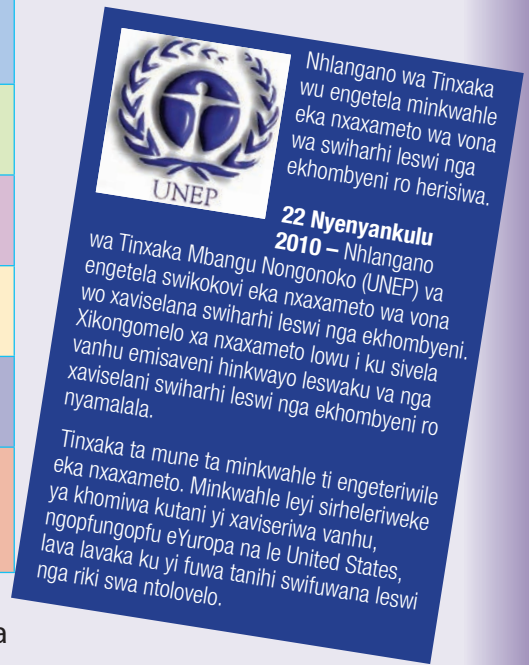 UNEP
Nhlangano wa Tinxaka
wu engetela minkwahle
eka nxaxameto wa vona
wa swiharhi leswi nga
ekhombyeni ro herisiwa.
22 Nyenyankulu
2010 – Nhlangano
wa Tinxaka Mbangu Nongonoko (UNEP) va
engetela swikokovi eka nxaxameto wa vona
wo xaviselana swiharhi leswi nga ekhombyeni.
Xikongomelo xa nxaxameto lowu i ku sivela
vanhu emisaveni hinkwayo leswaku va nga
xaviselani swiharhi leswi nga ekhombyeni ro
nyamalala.
Tinxaka ta mune ta minkwahle ti engeteriwile
eka nxaxameto. Minkwahle leyi sirheleriweke
ya khomiwa kutani yi xaviseriwa vanhu,
ngopfungopfu eYuropa na le United States,
lava lavaka ku yi fuwa tanihi swifuwana leswi
nga riki swa ntolovelo.
a